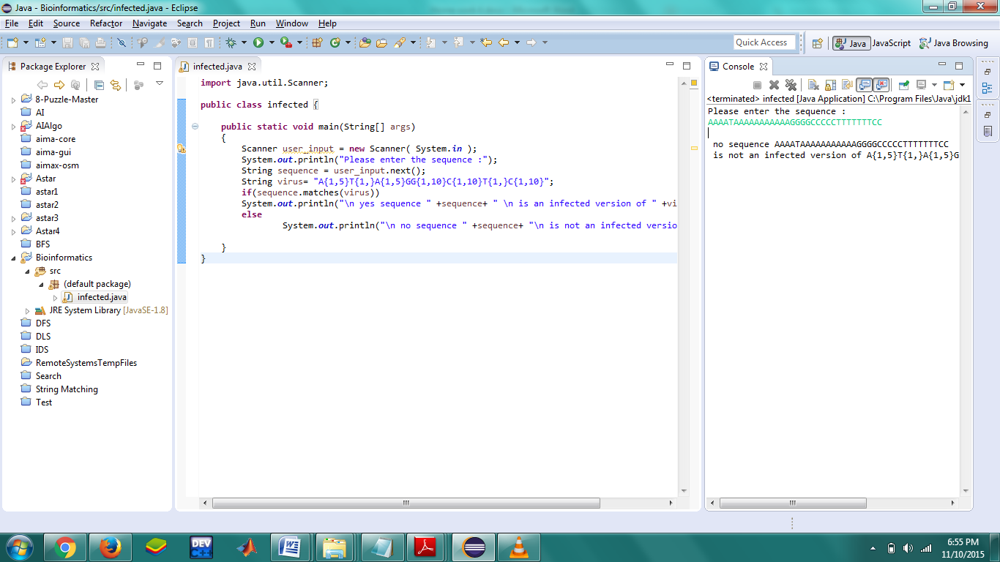 Java - Bioinformatics/src/infected.java - Eclipse
File Edit Source Refactor Navigate Search Project Run Window Help
Quick Access
Java
JavaScript
Java Browsing
Package Explorer
8-Puzzle-Master
AI
AIAlgo
aima-core
aima-gui
aimax-osm
Astar
astar1
astar2
astar3
Astar4
BFS
Bioinformatics
src
(default package)
infected.java
JRE System Library [JavaSE-1.8]
DFS
DLS
IDS
RemoteSystemsTempFiles
Search
String Matching
Test
infected.java
import java.util.Scanner;
public class infected {
public static void main(String[] args)
{
Scanner user_input = new Scanner( System.in );
System.out.println("Please enter the sequence :");
String sequence = user_input.next();
String virus= "A{1,5}T{1,}A{1,5}GG{1,10}C{1,10}T{1,}C{1,10}";
if(sequence.matches(virus))
System.out.println("\n yes sequence " +sequence+ " \n is an infected version of " +vi
else
System.out.println("\n no sequence " +sequence+ "\n is not an infected versio
}
}
Console
<terminated> infected [Java Application] C:\Program Files\Java\jdk1
Please enter the sequence :
AAAATAAAAAAAAAAAGGGGCCCCCTTTTTTTCC
no sequence AAAATAAAAAAAAAAAGGGGCCCCCTTTTTTTCC
is not an infected version of A{1,5}T{1,}A{1,5}G
DEV
C++
6:55 PM
11/10/2015